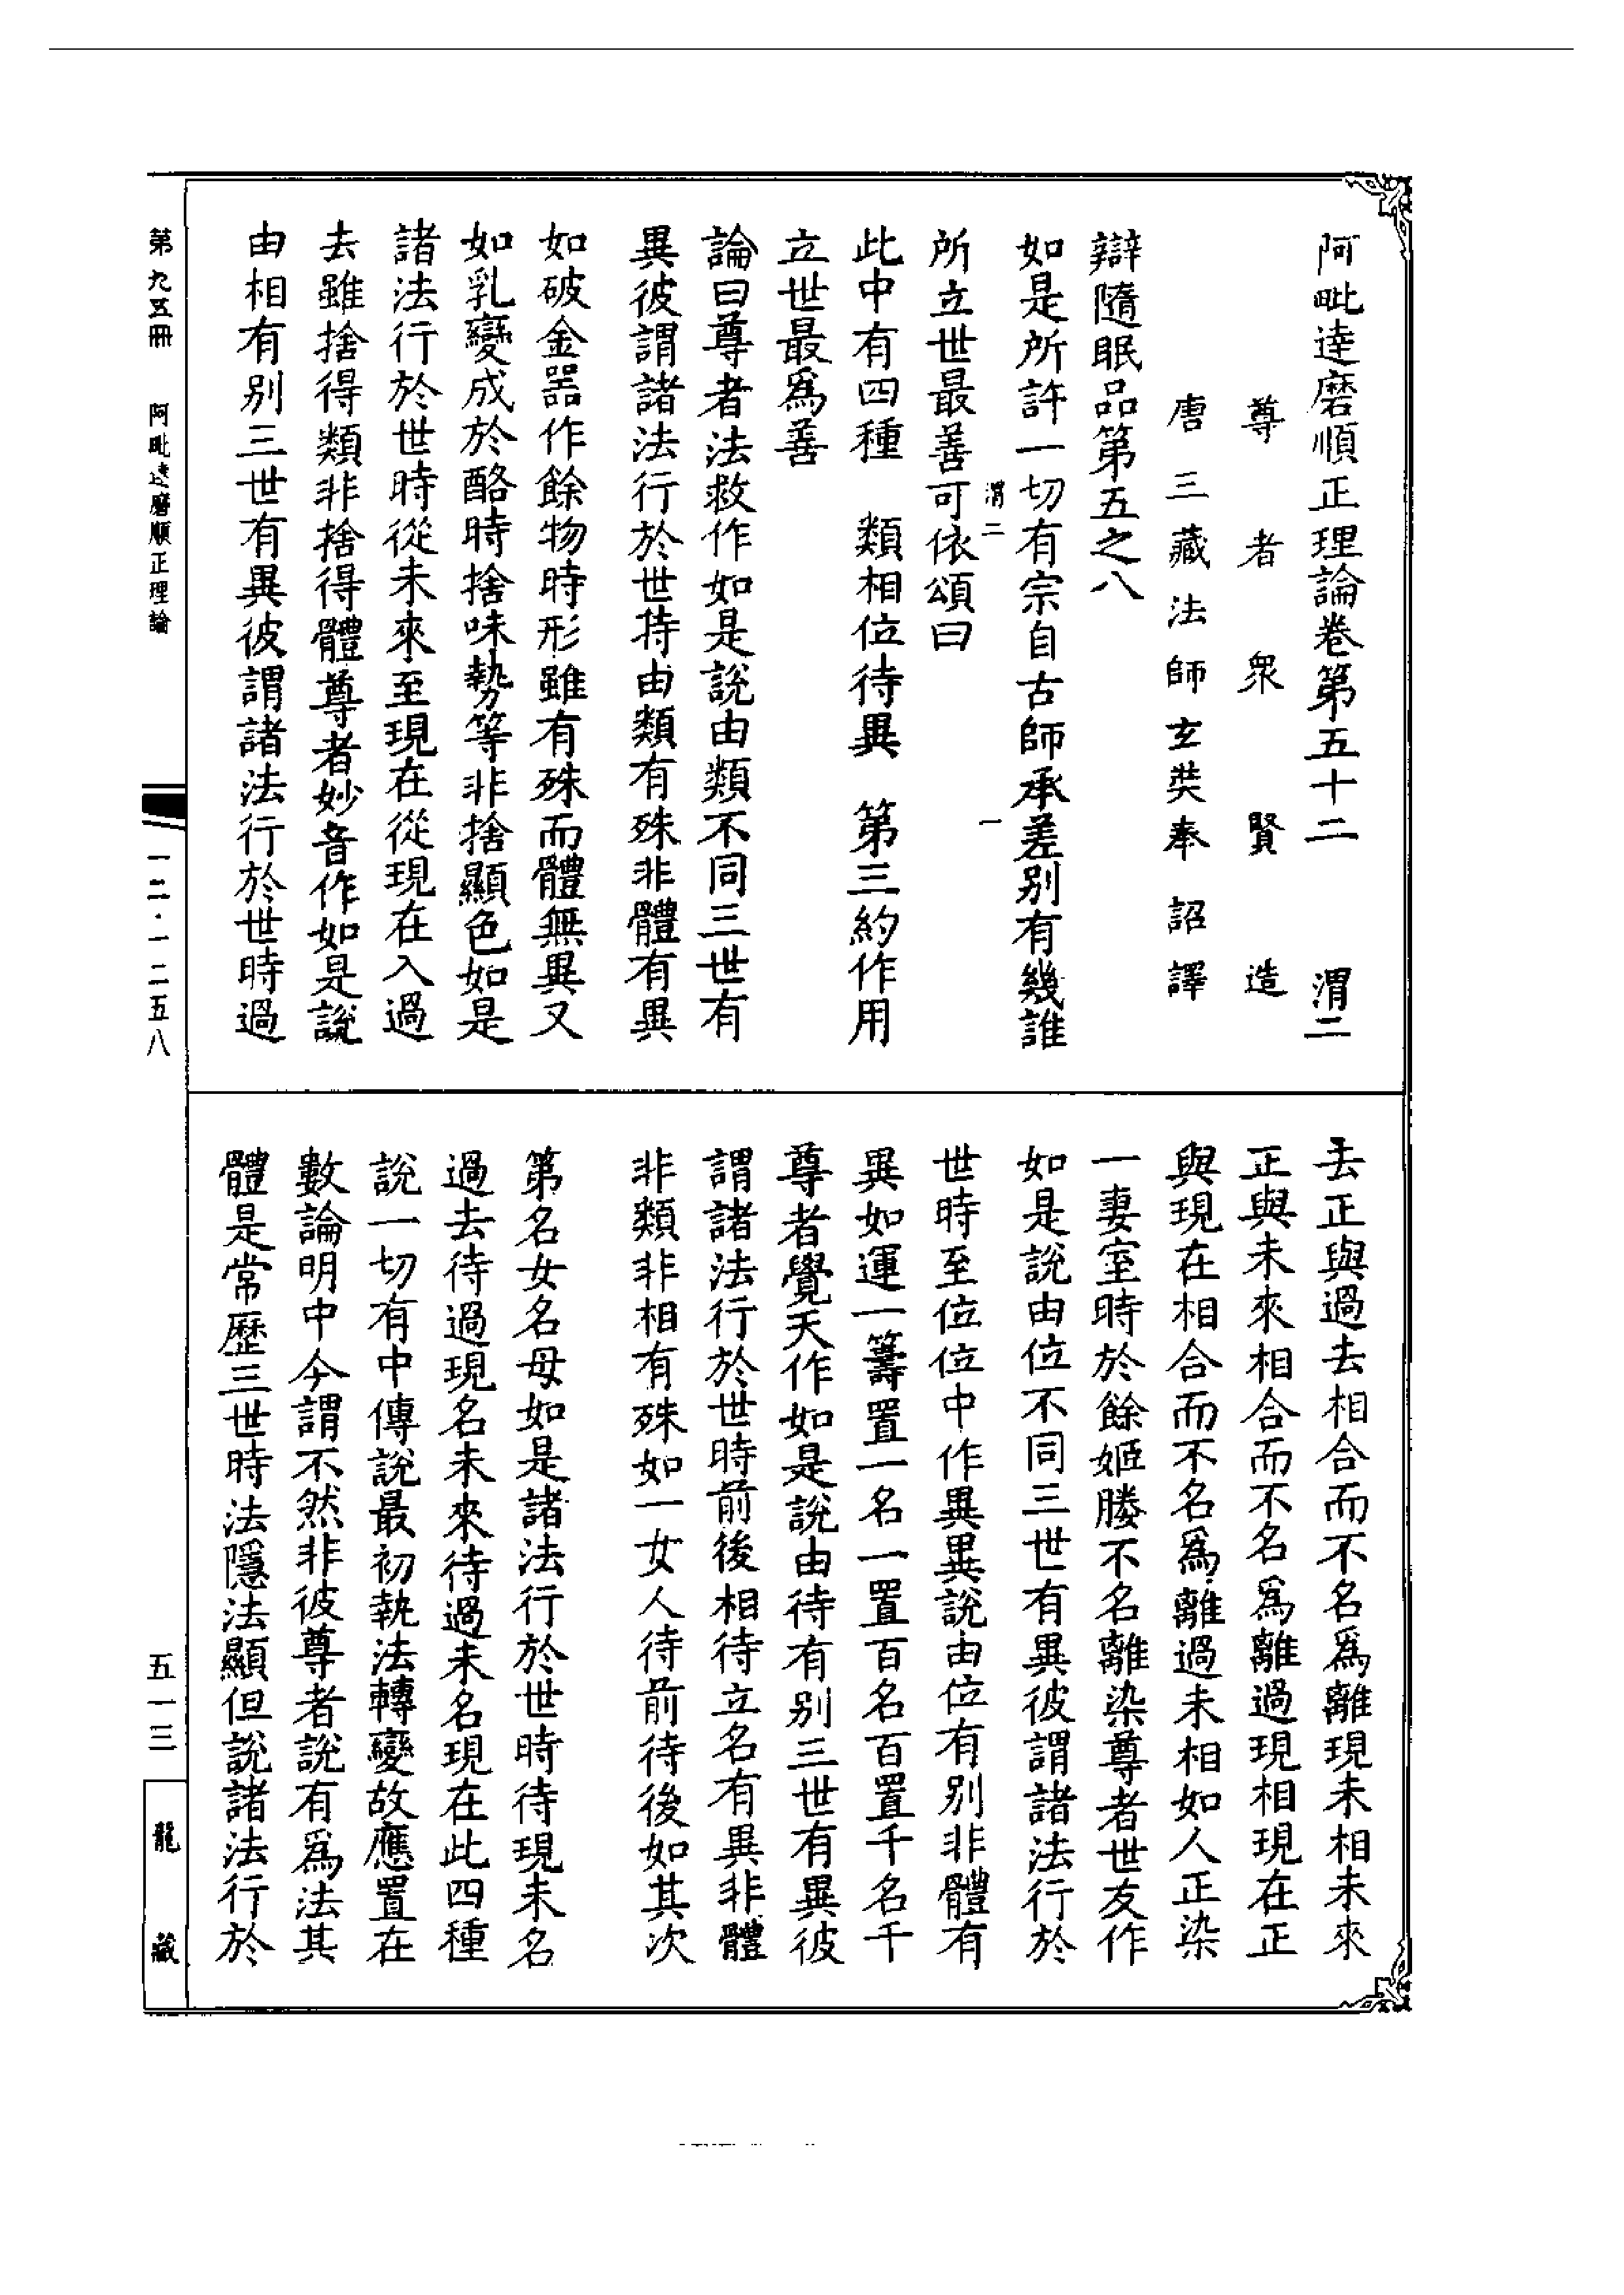 阿毗達磨順正理論卷第五十二　渭二
尊者衆賢造
唐三藏法師玄奘奉詔譯
辯隨眠品第五之八
如是所許一切有宗自古師承差別有幾誰
渭二　一
所立世最善可依頌曰
此中有四種　類相位待異　第三約作用
立世最爲善
論曰尊者法救作如是說由類不同三世有
異彼謂諸法行於世時由類有殊非體有異
如破金器作餘物時形雖有殊而體無異又
如乳變成於酪時捨味勢等非捨顯色如是
諸法行於世時從未來至現在從現在入過
去雖捨得類非捨得體尊者妙音作如是說
由相有別三世有異彼謂諸法行於世時過
去正與過去相合而不名爲離現未相未來
正與未來相合而不名爲離過現相現在正
與現在相合而不名爲離過未相如人正染
一妻室時於餘姬媵不名離染尊者世友作
如是說由位不同三世有異彼謂諸法行於
世時至位位中作異異說由位有別非體有
異如運一籌置一名一置百名百置千名千
尊者覺天作如是說由待有別三世有異彼
謂諸法行於世時前後相待立名有異非體
非類非相有殊如一女人待前待後如其次
第名女名母如是諸法行於世時待現未名
過去待過現名未來待過未名現在此四種
說一切有中傳說最初執法轉變故應置在
數論明中今謂不然非彼尊者說有爲法其
體是常歷三世時法隱法顯但說諸法行於
第九五冊　阿毗達磨順正理論
一二·一二五八
五一三
龍藏